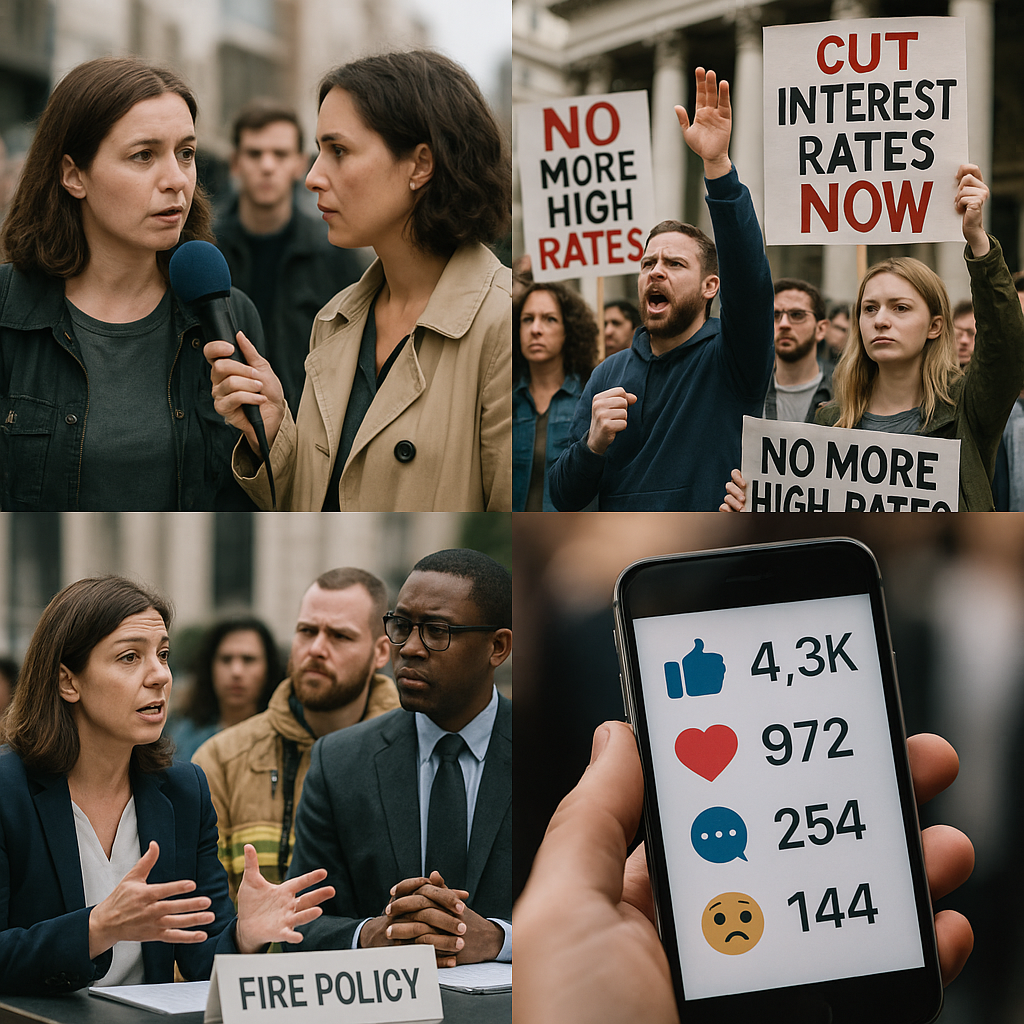 NO
MORE
HIGH
RATES
CUT
INTEREST
RATES
NOW
NO MORE
HIGH RATES
FIRE POLICY
4,3K
972
254
144